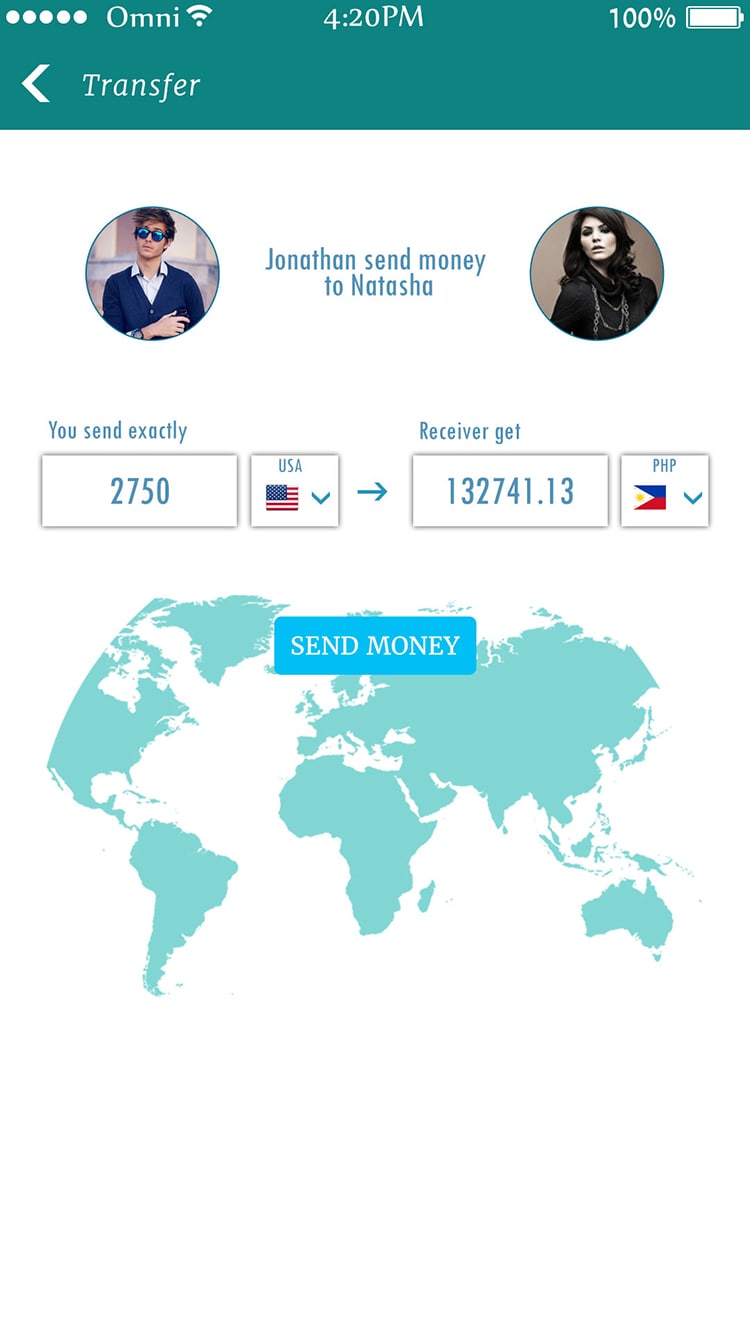 Omni 4:20PM 100%
Transfer
Jonathan send money
to Natasha
You send exactly
Receiver get
2750
USA
132741.13
PHP
SEND MONEY